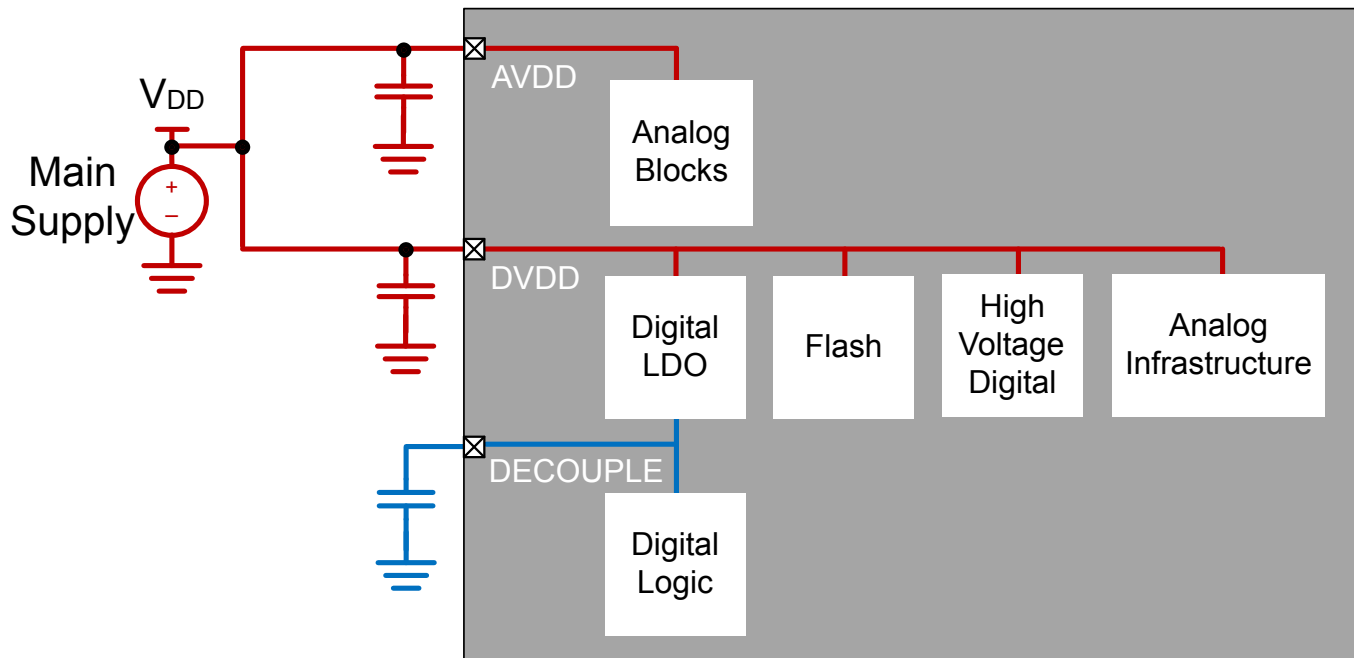 AVDD
VDD
Analog
Blocks
Main
Supply
+
−
DVDD
Digital
LDO
Flash
High
Voltage
Digital
Analog
Infrastructure
DECOUPLE
Digital
Logic